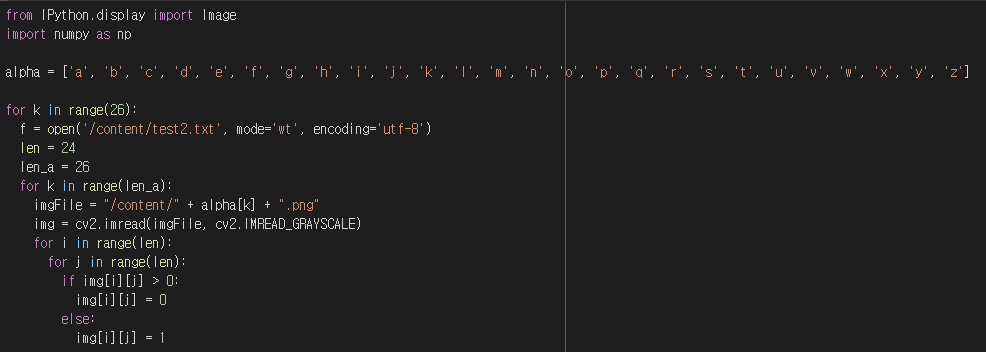 from IPython.display import Image
import numpy as np
alpha = ['a', 'b', 'c', 'd', 'e', 'f', 'g', 'h', 'i', 'j', 'k', 'l', 'm', 'n', 'o', 'p', 'q', 'r', 's', 't', 'u', 'v', 'w', 'x', 'y', 'z']
for k in range(26):
  f = open('/content/test2.txt', mode='wt', encoding='utf-8')
  len = 24
  len_a = 26
  for k in range(len_a):
    imgFile = "/content/" + alpha[k] + ".png"
    img = cv2.imread(imgFile, cv2.IMREAD_GRAYSCALE)
    for i in range(len):
      for j in range(len):
        if img[i][j] > 0:
          img[i][j] = 0
        else:
          img[i][j] = 1